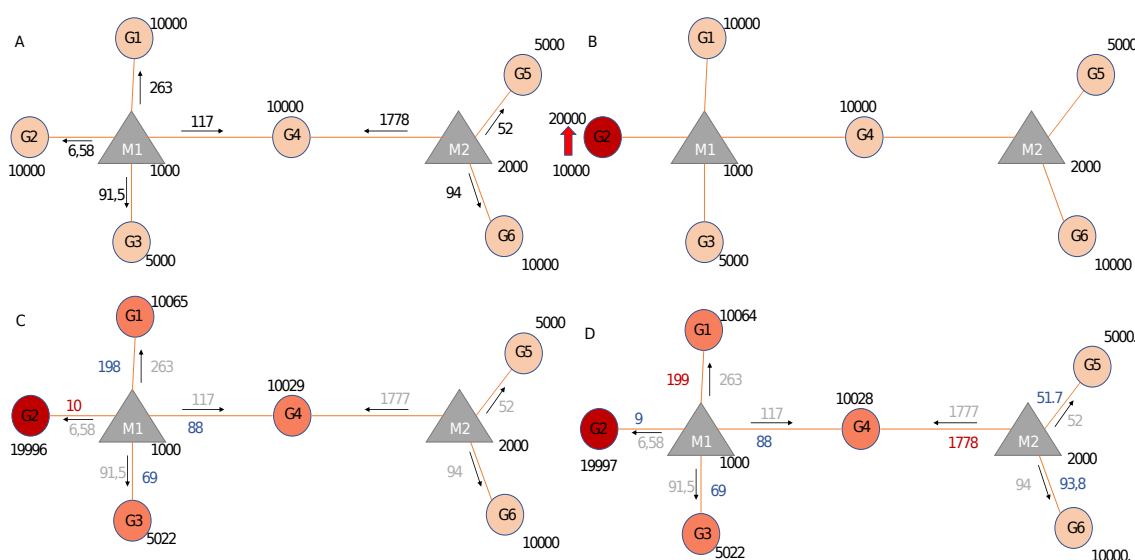 A
G1
10000
263
G2
10000
6,58
M1
1000
117
10000
G4
91,5
G3
5000
1778
5000
G5
52
M2
2000
94
G6
10000
B
G1
10000
20000
G2
10000
M1
1000
10000
G4
G3
5000
5000
G5
M2
2000
G6
10000
C
G1
10065
198
263
10
G2
6,58
19996
M1
1000
117
88
10029
G4
91,5
69
G3
5022
1777
5000
G5
52
M2
2000
94
G6
10000
D
G1
10064
199
263
9
G2
6,58
19997
M1
1000
117
88
10028
G4
91,5
69
G3
5022
1777
1778
5000.
G5
51.7
52
M2
2000
94
93,8
G6
10000.